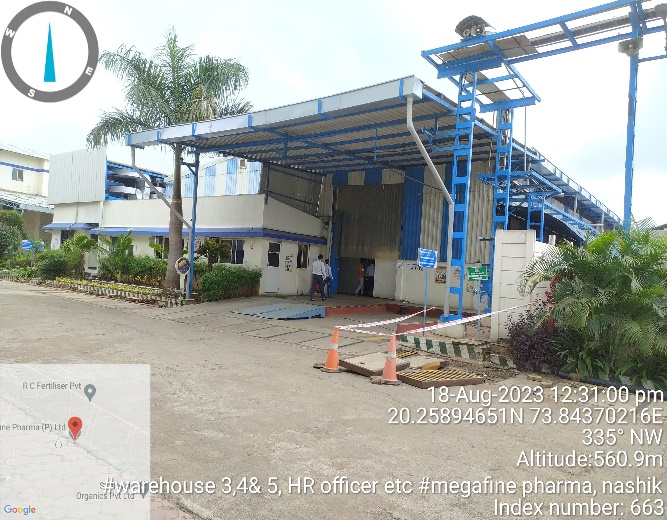 N
W
E
S
R C Fertiliser Pvt
ine Pharma (P) Ltd
Organics Pvt Ltd
Google
18-Aug-2023 12:31:00 pm
20.25894651N 73.84370216E
335° NW
Altitude:560.9m
#warehouse 3,4& 5, HR officer etc #megafine pharma, nashik
Index number: 663